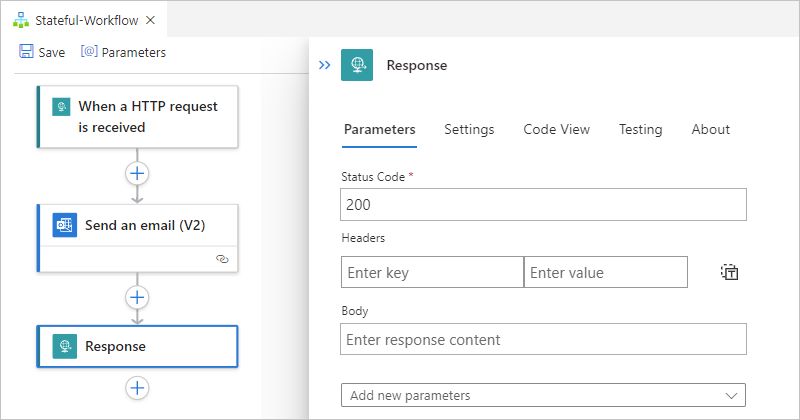 Stateful-Workflow
Save
Parameters
When a HTTP request
is received
Send an email (V2)
Response
Response
Parameters
Settings
Code View
Testing
About
Status Code *
200
Headers
Enter key
Enter value
Body
Enter response content
Add new parameters